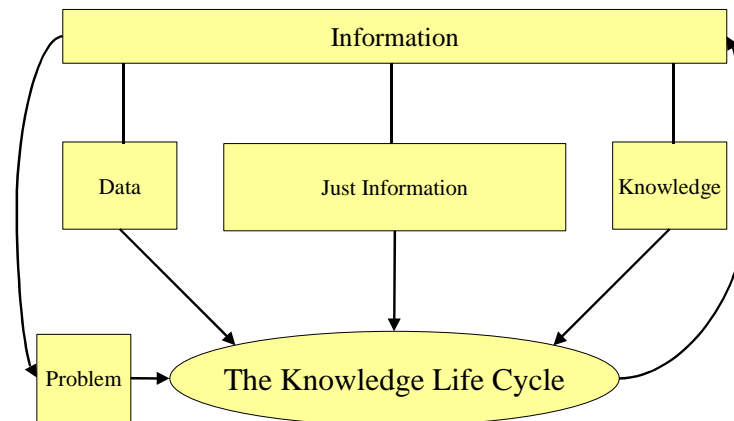 Information
Data
Just Information
Knowledge
Problem
The Knowledge Life Cycle